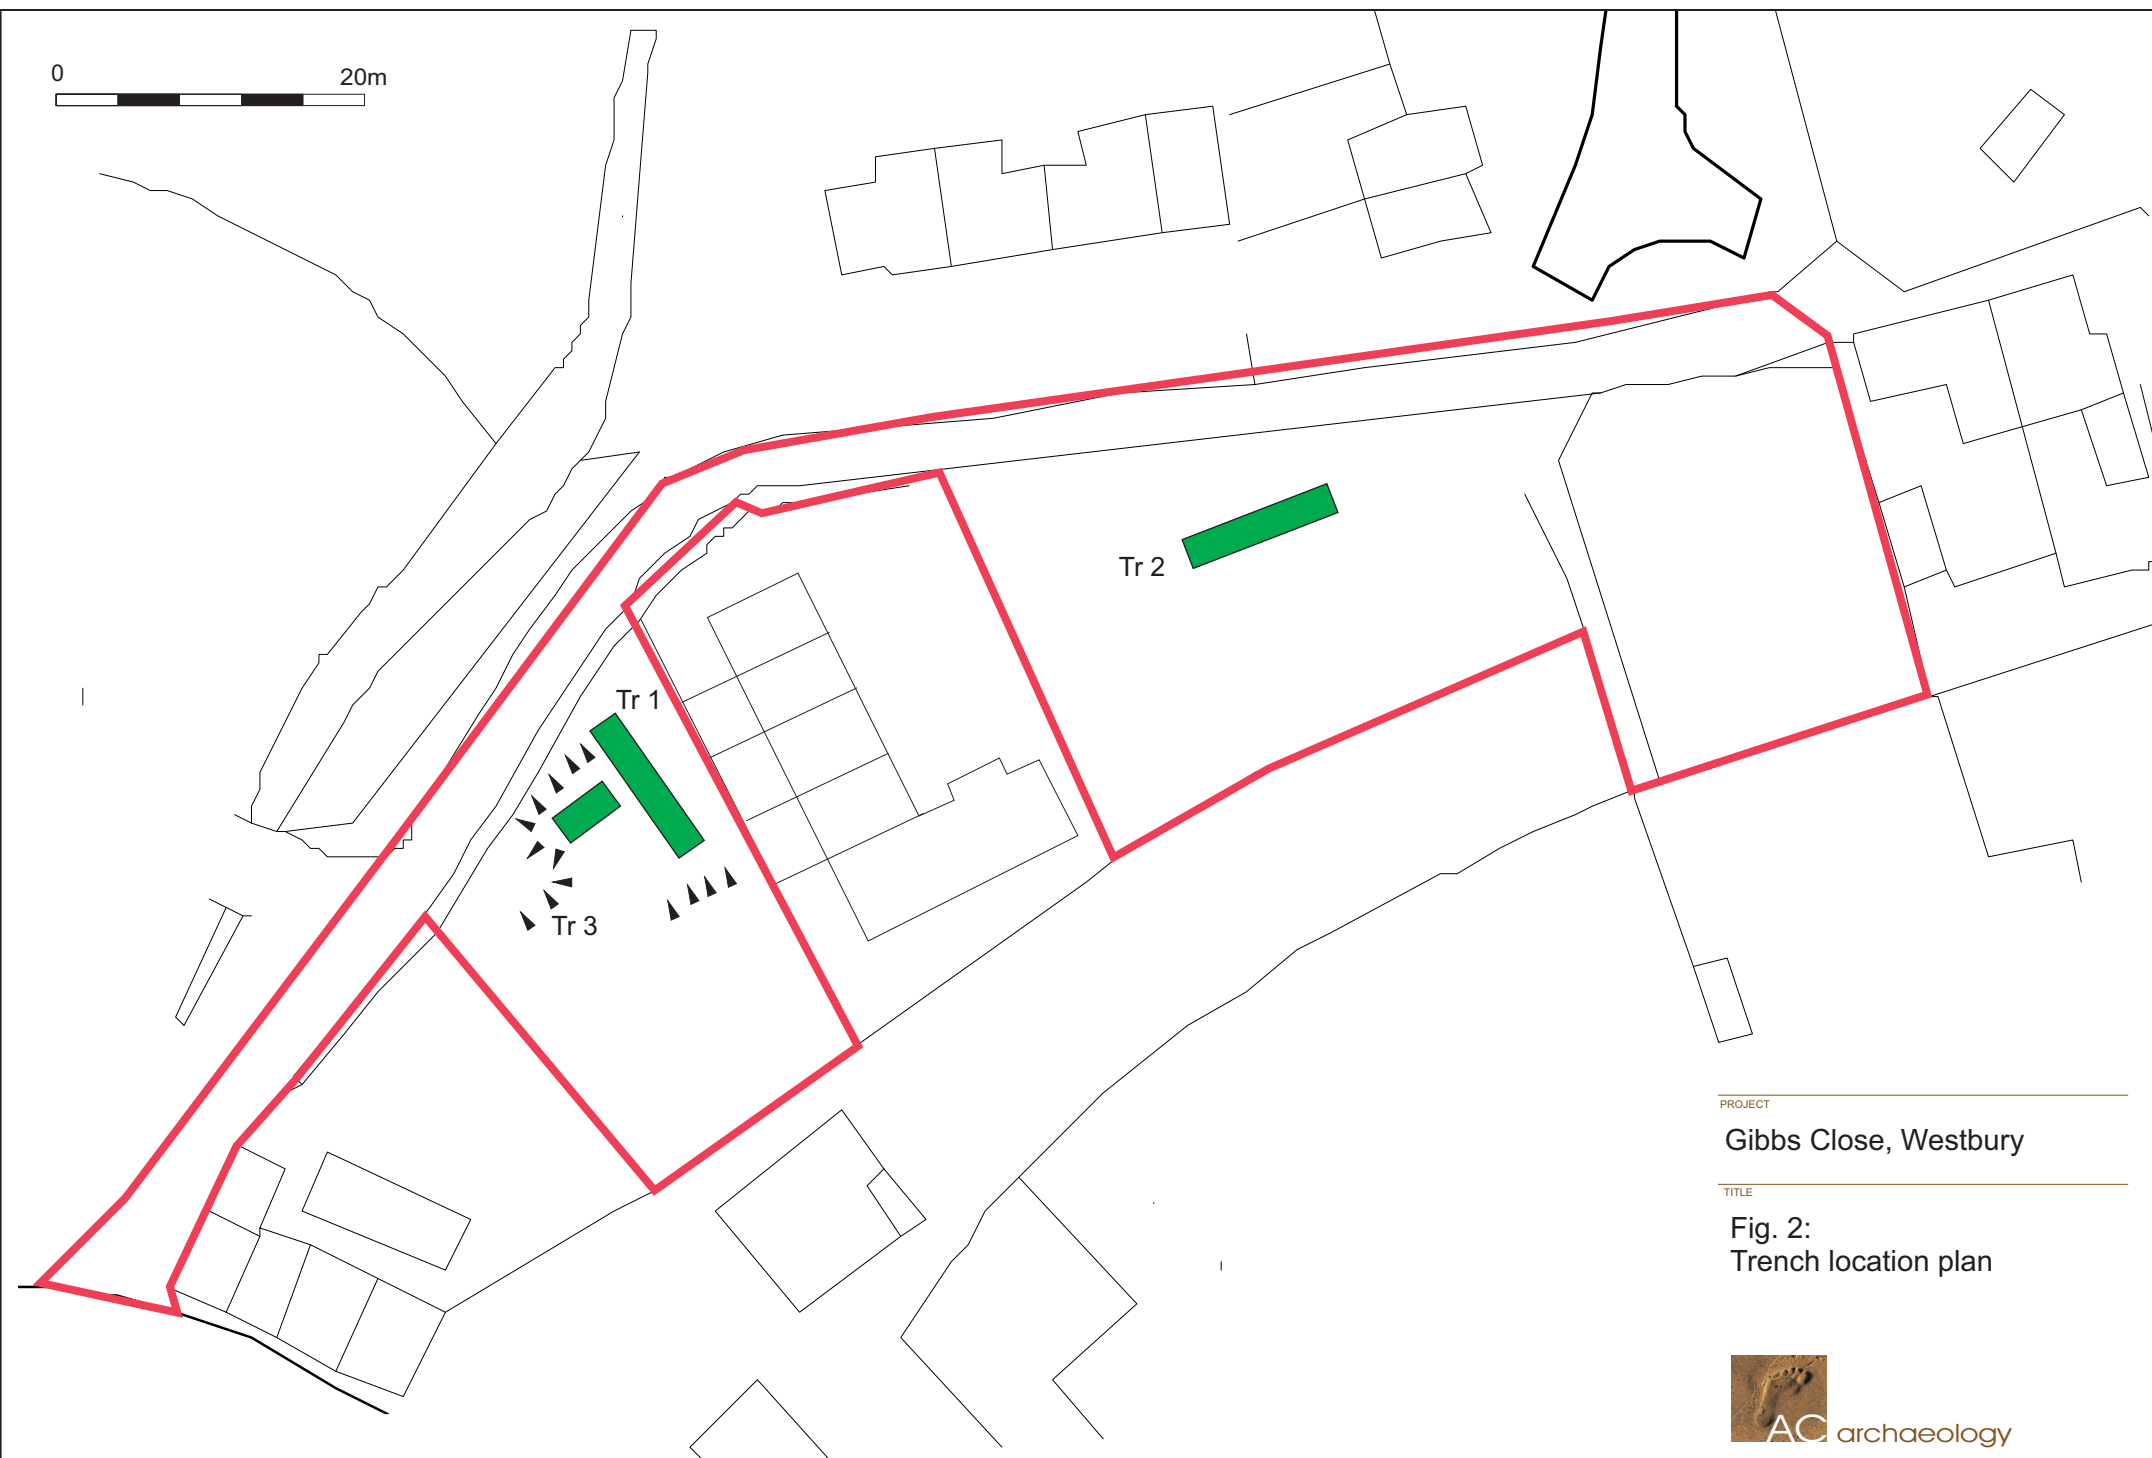 0
20m
Tr 2
Tr 1
Tr 3
PROJECT
Gibbs Close, Westbury
TITLE
Fig. 2:
Trench location plan
AC archaeology